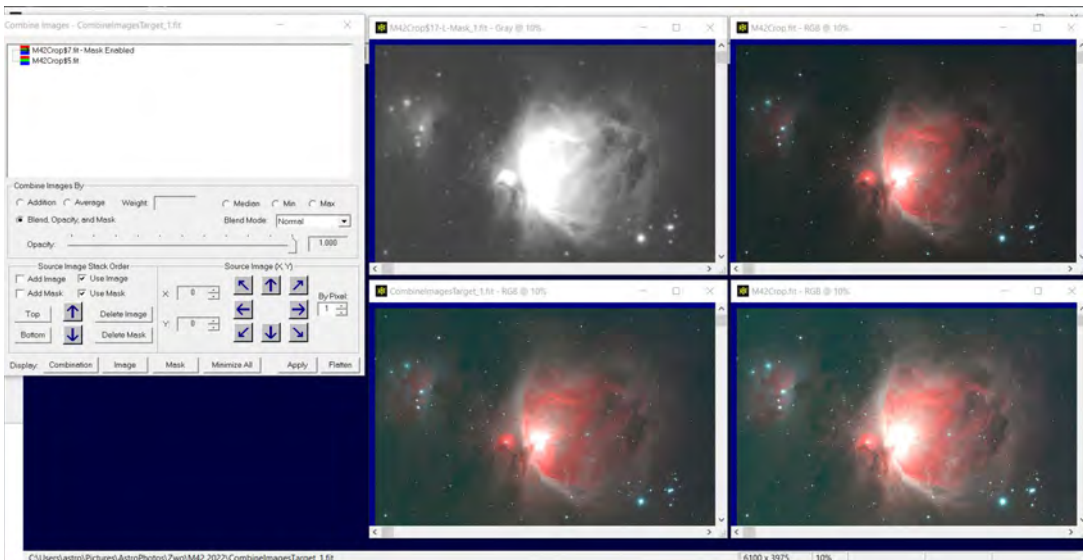 Combine Images - CombineImagesTarget_1.fit
M42Crop$7.fit - Mask Enabled
M42Crop$5.fit
Combine Images By
Addition Average Weight: Median Min Max
Blend, Opacity, and Mask Blend Mode: Normal
Opacity: 1.000
Source Image Stack Order
Add Image Use Image
Add Mask Use Mask
Top Delete Image
Bottom Delete Mask
Source Image (X,Y)
X: 0
Y: 0
By Pixel:
1
Display: Combination Image Mask Minimize All Apply Flatten
M42Crop$17-L-Mask_1.fit - Gray @ 10%
M42Crop.fit - RGB @ 10%
CombineImagesTarget_1.fit - RGB @ 10%
M42Crop.fit - RGB @ 10%
C:\Users\astro\Pictures\AstroPhotos\Zwo\M42 2022\CombineImagesTarget_1.fit
6100 x 3975 10%